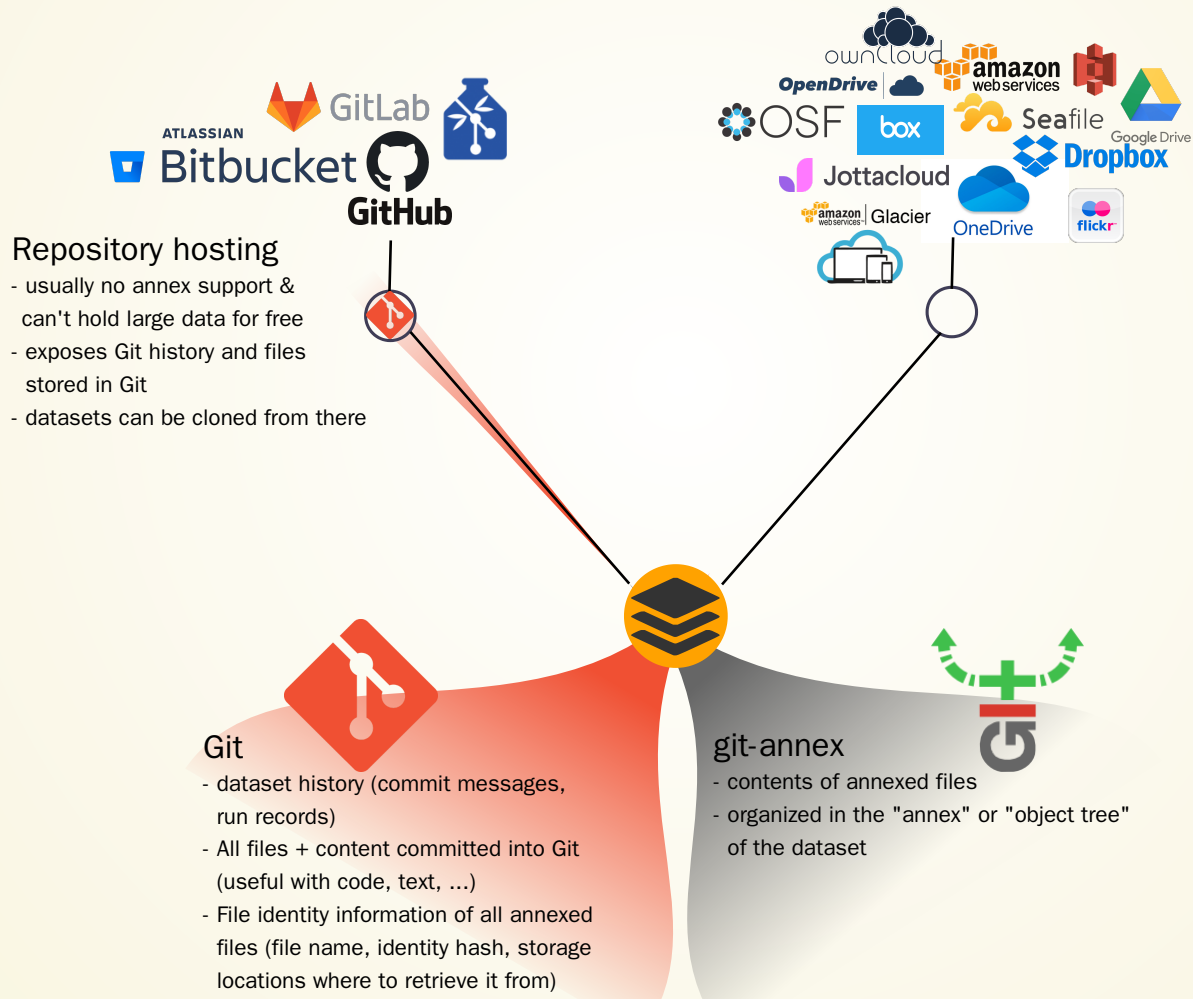 ownCloud
OpenDrive
amazon
webservices
GitLab
OSF
box
Seafile
Google Drive
ATLASSIAN
Bitbucket
Dropbox
Jottacloud
GitHub
amazon
webservices™
Glacier
OneDrive
flickr
Repository hosting
- usually no annex support &
can't hold large data for free
- exposes Git history and files
stored in Git
- datasets can be cloned from there
Git
- dataset history (commit messages,
run records)
- All files + content committed into Git
(useful with code, text, ...)
- File identity information of all annexed
files (file name, identity hash, storage
locations where to retrieve it from)
git-annex
- contents of annexed files
- organized in the "annex" or "object tree"
of the dataset
GIT